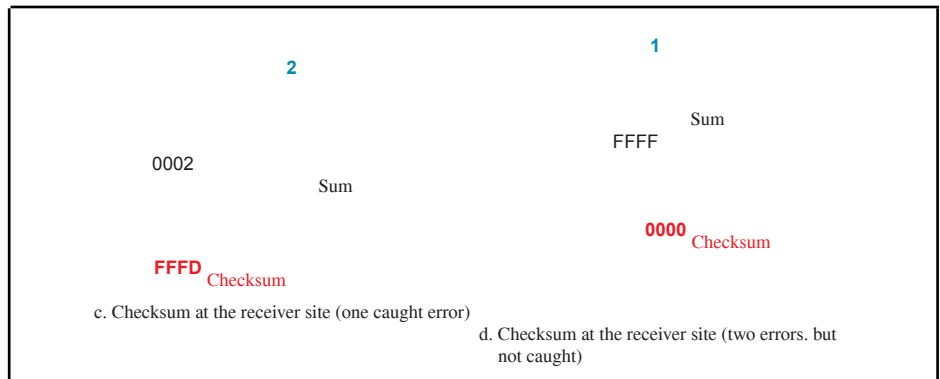 2
0002
Sum
FFFD Checksum
c. Checksum at the receiver site (one caught error)
1
Sum
FFFF
0000 Checksum
d. Checksum at the receiver site (two errors. but
not caught)